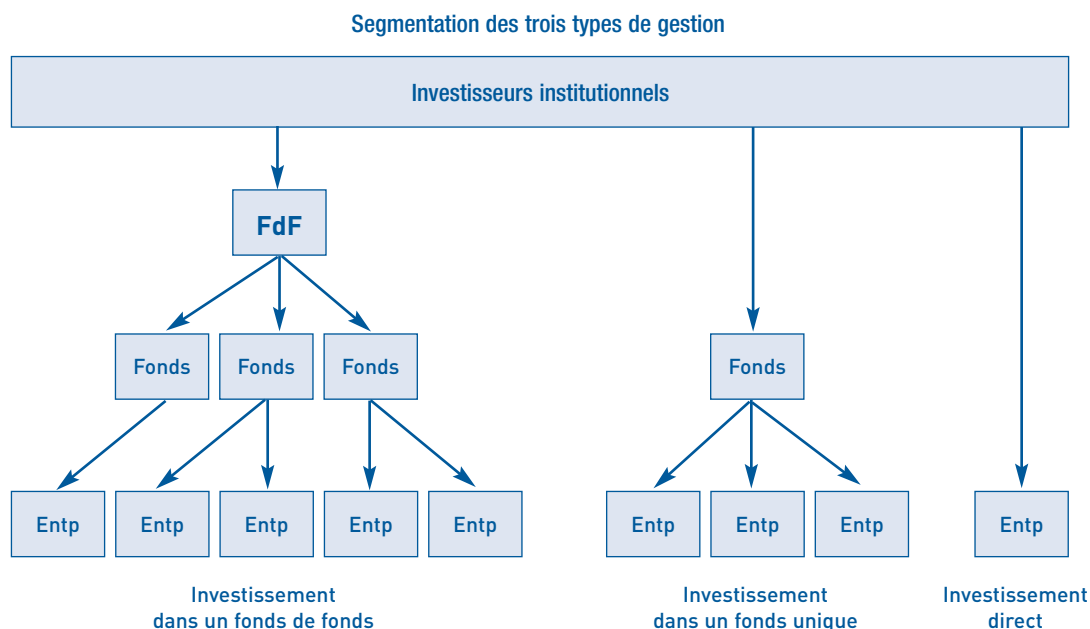 Segmentation des trois types de gestion
Investisseurs institutionnels
FdF
Fonds
Fonds
Fonds
Fonds
Entp
Entp
Entp
Entp
Entp
Entp
Entp
Entp
Entp
Investissement
dans un fonds de fonds
Investissement
dans un fonds unique
Investissement
direct